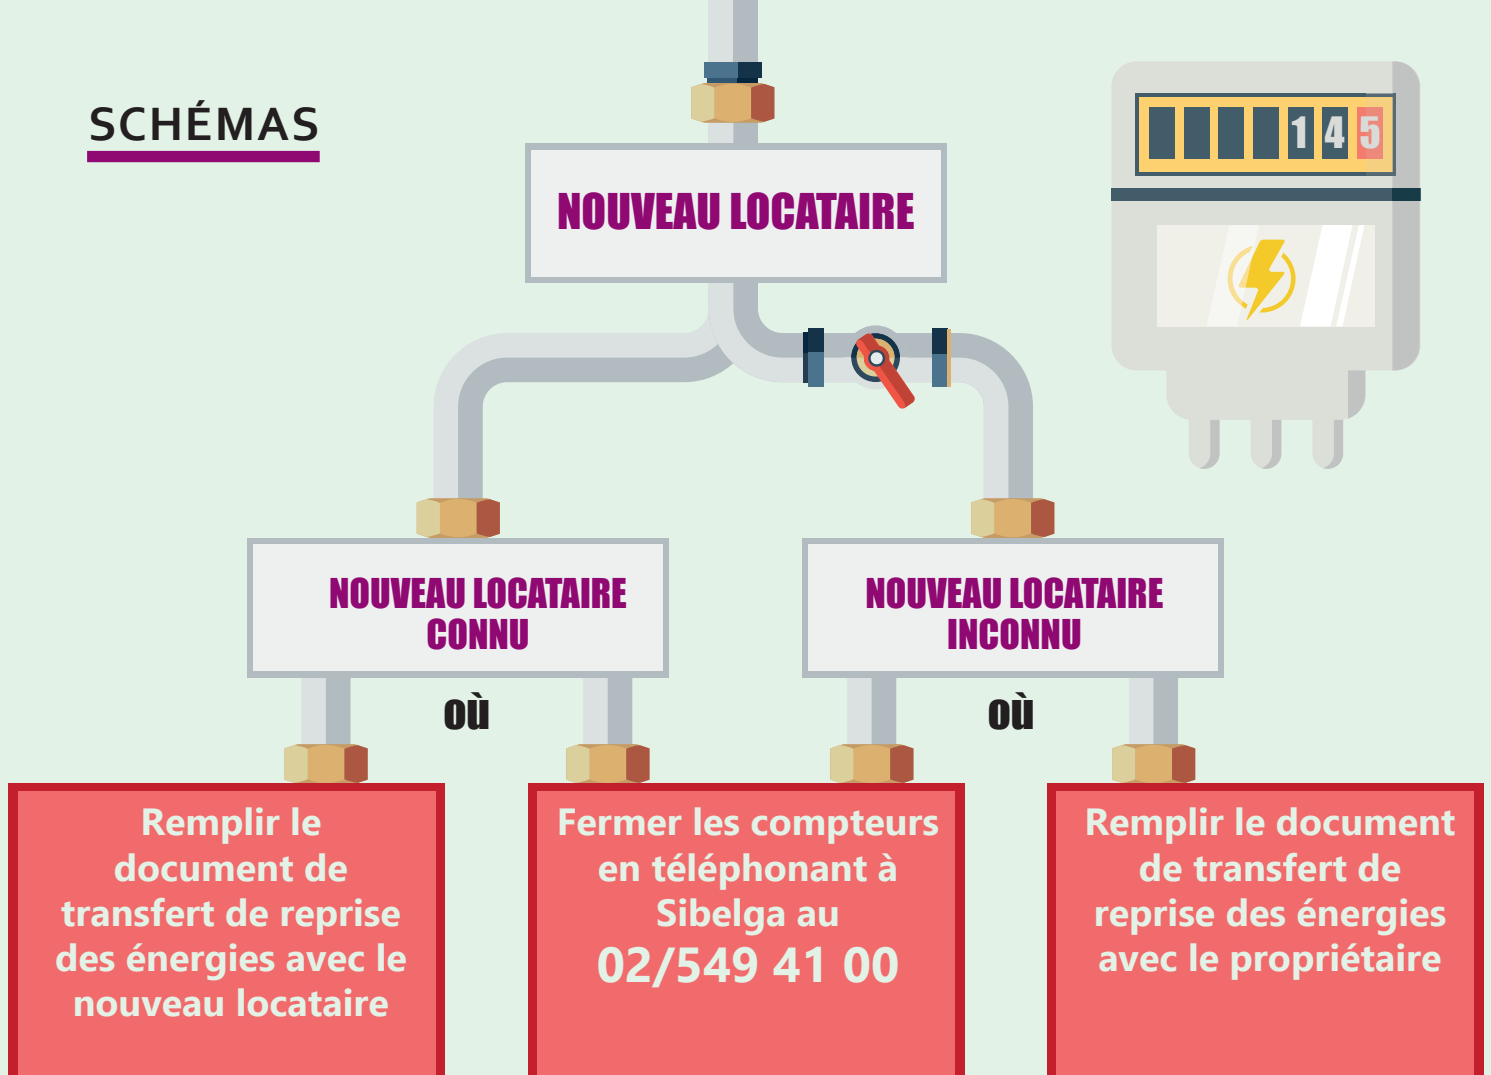 SCHÉMAS
145
NOUVEAU LOCATAIRE
NOUVEAU LOCATAIRE
CONNU
NOUVEAU LOCATAIRE
INCONNU
OÙ
OÙ
Remplir le
document de
transfert de reprise
des énergies avec le
nouveau locataire
Fermer les compteurs
en téléphonant à
Sibelga au
02/549 41 00
Remplir le document
de transfert de
reprise des énergies
avec le propriétaire